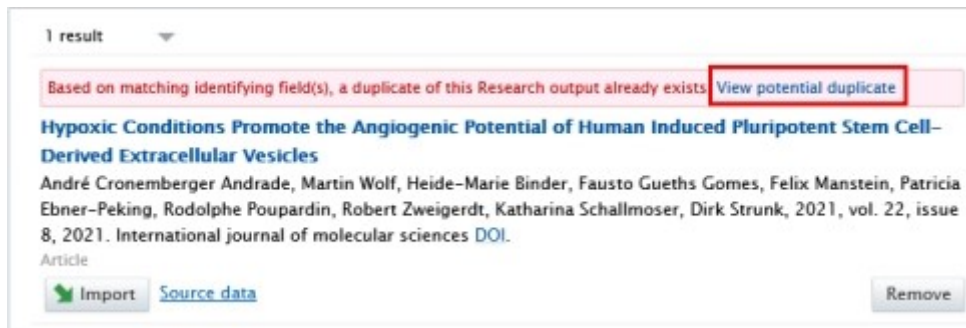 1 result
Based on matching identifying field(s), a duplicate of this Research output already exists View potential duplicate
Hypoxic Conditions Promote the Angiogenic Potential of Human Induced Pluripotent Stem Cell-
Derived Extracellular Vesicles
André Cronemberger Andrade, Martin Wolf, Heide-Marie Binder, Fausto Gueths Gomes, Felix Manstein, Patricia
Ebner-Peking, Rodolphe Poupardin, Robert Zweigerdt, Katharina Schallmoser, Dirk Strunk, 2021, vol. 22, issue
8, 2021. International journal of molecular sciences DOI.
Article
Import Source data Remove